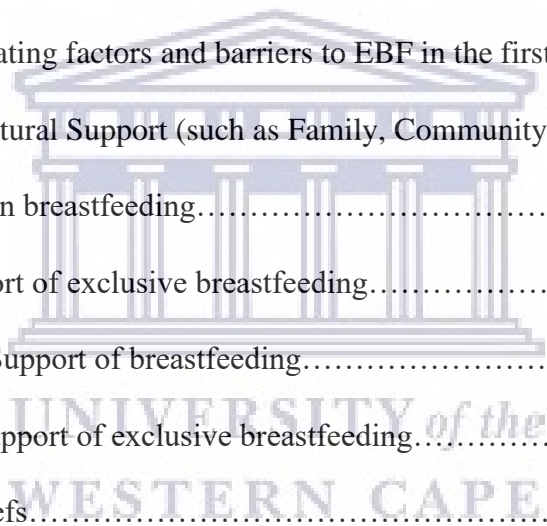 ating factors and barriers to EBF in the first
tural Support (such as Family, Community
n breastfeeding……………………………
ort of exclusive breastfeeding………………
Support of breastfeeding……………………
UNIVERSITY of the
pport of exclusive breastfeeding……………
WESTERN CAPE
efs……………………………………………